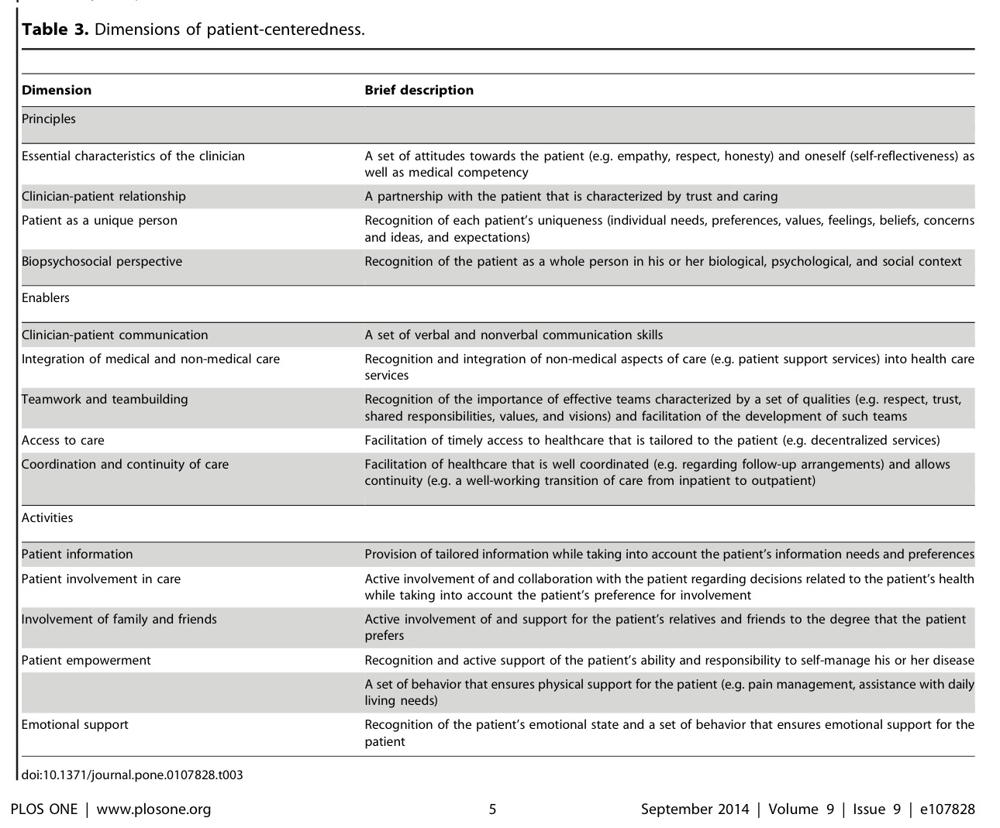 Table 3. Dimensions of patient-centeredness.
Dimension Brief description
Principles
Essential characteristics of the clinician A set of attitudes towards the patient (e.g. empathy, respect, honesty) and oneself (self-reflectiveness) as
well as medical competency
Clinician-patient relationship A partnership with the patient that is characterized by trust and caring
Patient as a unique person Recognition of each patient's uniqueness (individual needs, preferences, values, feelings, beliefs, concerns
and ideas, and expectations)
Biopsychosocial perspective Recognition of the patient as a whole person in his or her biological, psychological, and social context
Enablers
Clinician-patient communication A set of verbal and nonverbal communication skills
Integration of medical and non-medical care Recognition and integration of non-medical aspects of care (e.g. patient support services) into health care
services
Teamwork and teambuilding Recognition of the importance of effective teams characterized by a set of qualities (e.g. respect, trust,
shared responsibilities, values, and visions) and facilitation of the development of such teams
Access to care Facilitation of timely access to healthcare that is tailored to the patient (e.g. decentralized services)
Coordination and continuity of care Facilitation of healthcare that is well coordinated (e.g. regarding follow-up arrangements) and allows
continuity (e.g. a well-working transition of care from inpatient to outpatient)
Activities
Patient information Provision of tailored information while taking into account the patient's information needs and preferences
Patient involvement in care Active involvement of and collaboration with the patient regarding decisions related to the patient's health
while taking into account the patient's preference for involvement
Involvement of family and friends Active involvement of and support for the patient's relatives and friends to the degree that the patient
prefers
Patient empowerment Recognition and active support of the patient's ability and responsibility to self-manage his or her disease
A set of behavior that ensures physical support for the patient (e.g. pain management, assistance with daily
living needs)
Emotional support Recognition of the patient's emotional state and a set of behavior that ensures emotional support for the
patient
doi:10.1371/journal.pone.0107828.t003
PLOS ONE | www.plosone.org 5 September 2014 | Volume 9 | Issue 9 | e107828